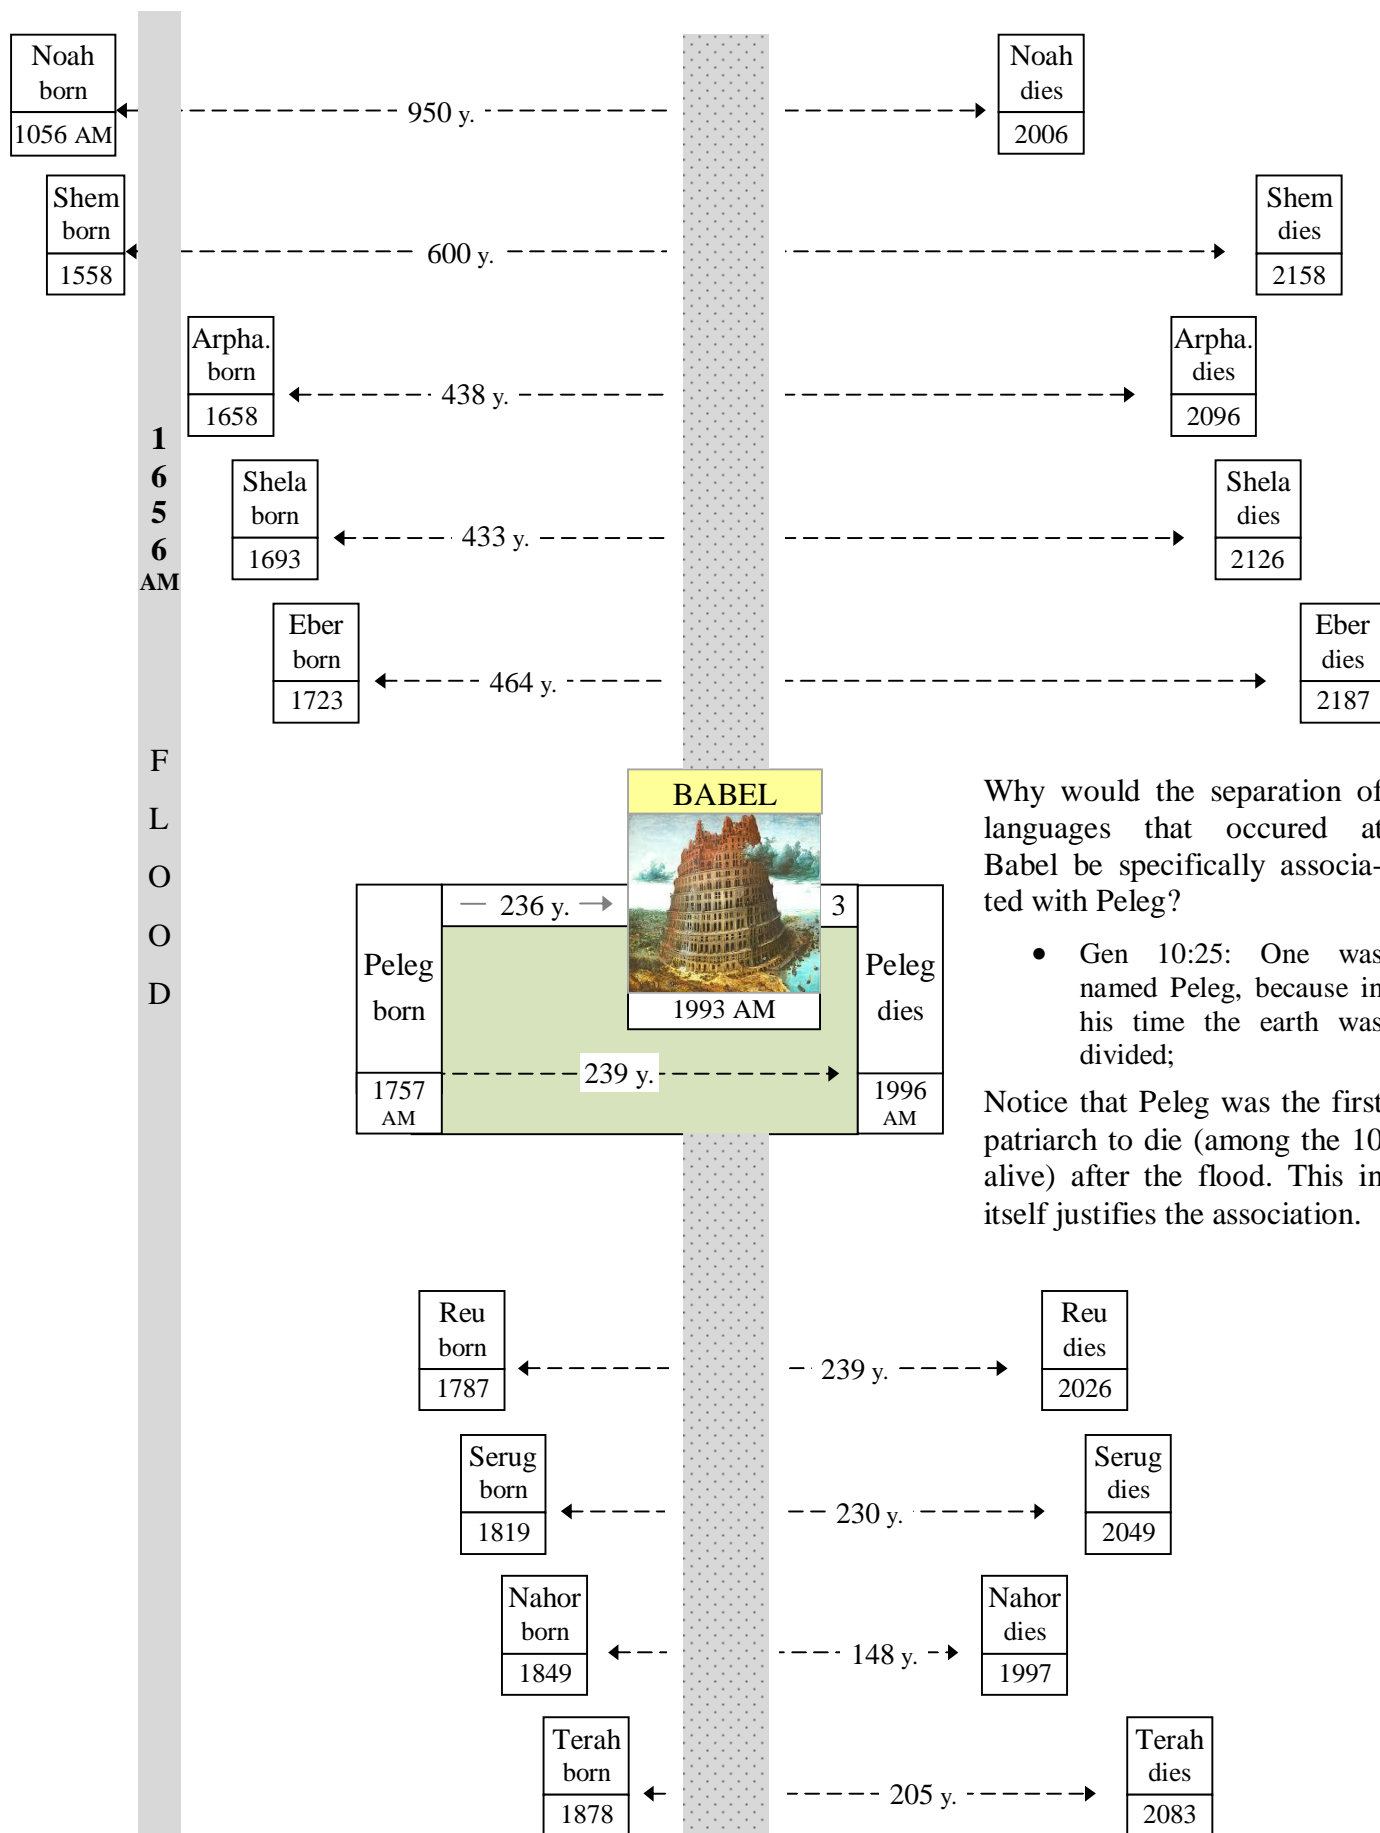 Noah
born
1056 AM
950 y.
Noah
dies
2006
Shem
born
1558
600 y.
Shem
dies
2158
Arpha.
born
1658
438 y.
Arpha.
dies
2096
1
6
5
6
AM
Shela
born
1693
433 y.
Shela
dies
2126
Eber
born
1723
464 y.
Eber
dies
2187
F
L
O
O
D
BABEL
236 y.
3
Peleg
born
1757
AM
1993 AM
239 y.
Peleg
dies
1996
AM
Why would the separation of
languages that occured at
Babel be specifically associa-
ted with Peleg?
• Gen 10:25: One was
named Peleg, because in
his time the earth was
divided;
Notice that Peleg was the first
patriarch to die (among the 10
alive) after the flood. This in
itself justifies the association.
Reu
born
1787
239 y.
Reu
dies
2026
Serug
born
1819
230 y.
Serug
dies
2049
Nahor
born
1849
148 y.
Nahor
dies
1997
Terah
born
1878
205 y.
Terah
dies
2083